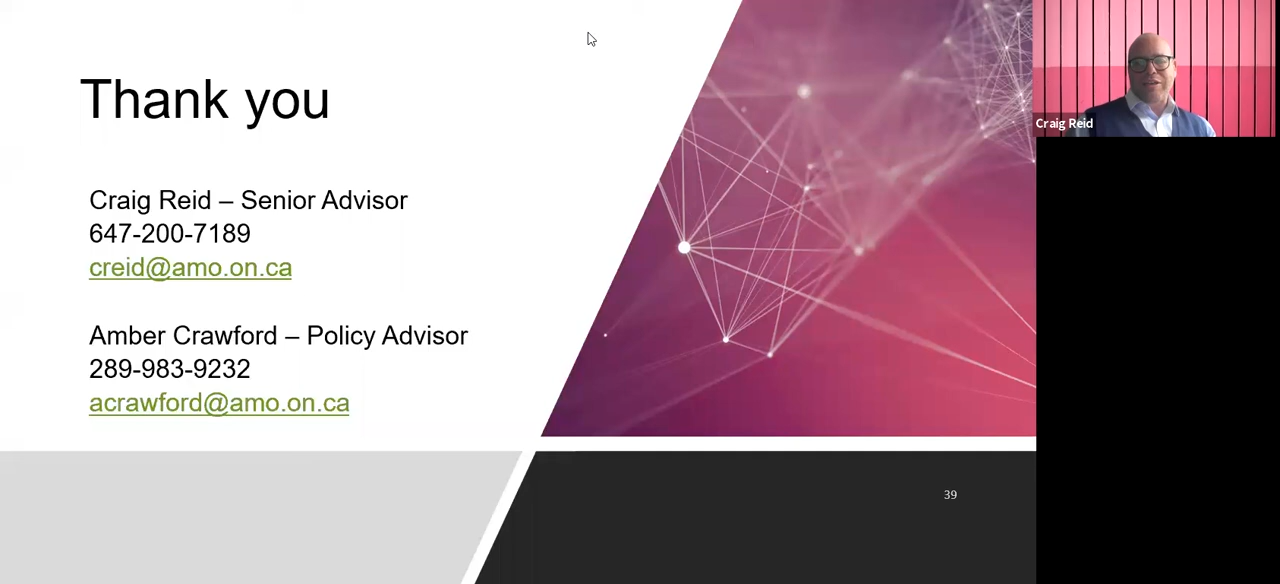 Thank you
Craig Reid – Senior Advisor
647-200-7189
creid@amo.on.ca
Amber Crawford – Policy Advisor
289-983-9232
acrawford@amo.on.ca
39
Craig Reid